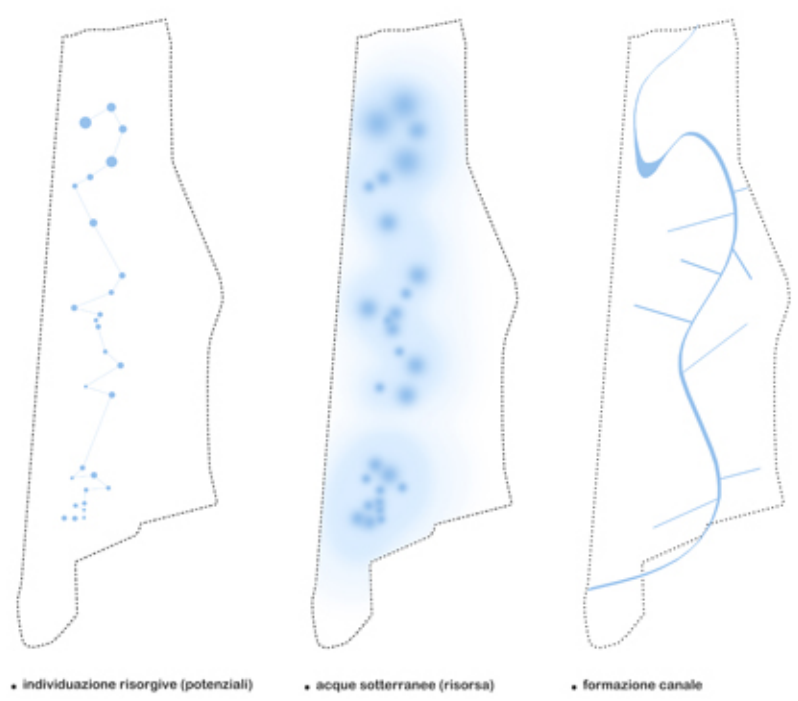 • individuazione risorgive (potenziali)
• acque sotterranee (risorsa)
• formazione canale